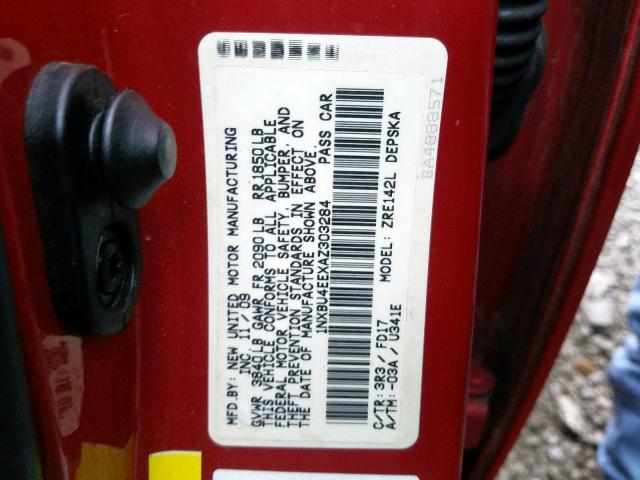 MFD. BY: NEW UNITED MOTOR MANUFACTURING
INC. 11/09
GVWR 3840LB GAWR FR 2090LB RR 1850LB
THIS VEHICLE CONFORMS TO ALL APPLICABLE
FEDERAL MOTOR VEHICLE SAFETY, BUMPER, AND
THEFT PREVENTION STANDARDS IN EFFECT ON
THE DATE OF MANUFACTURE SHOWN ABOVE.
1NXBU4EEXAZ303284 PASS CAR
MODEL: ZRE142L DEPSKA
C/TR: 3R3 / FD17
A/TM: -03A / U341E
BA4888571